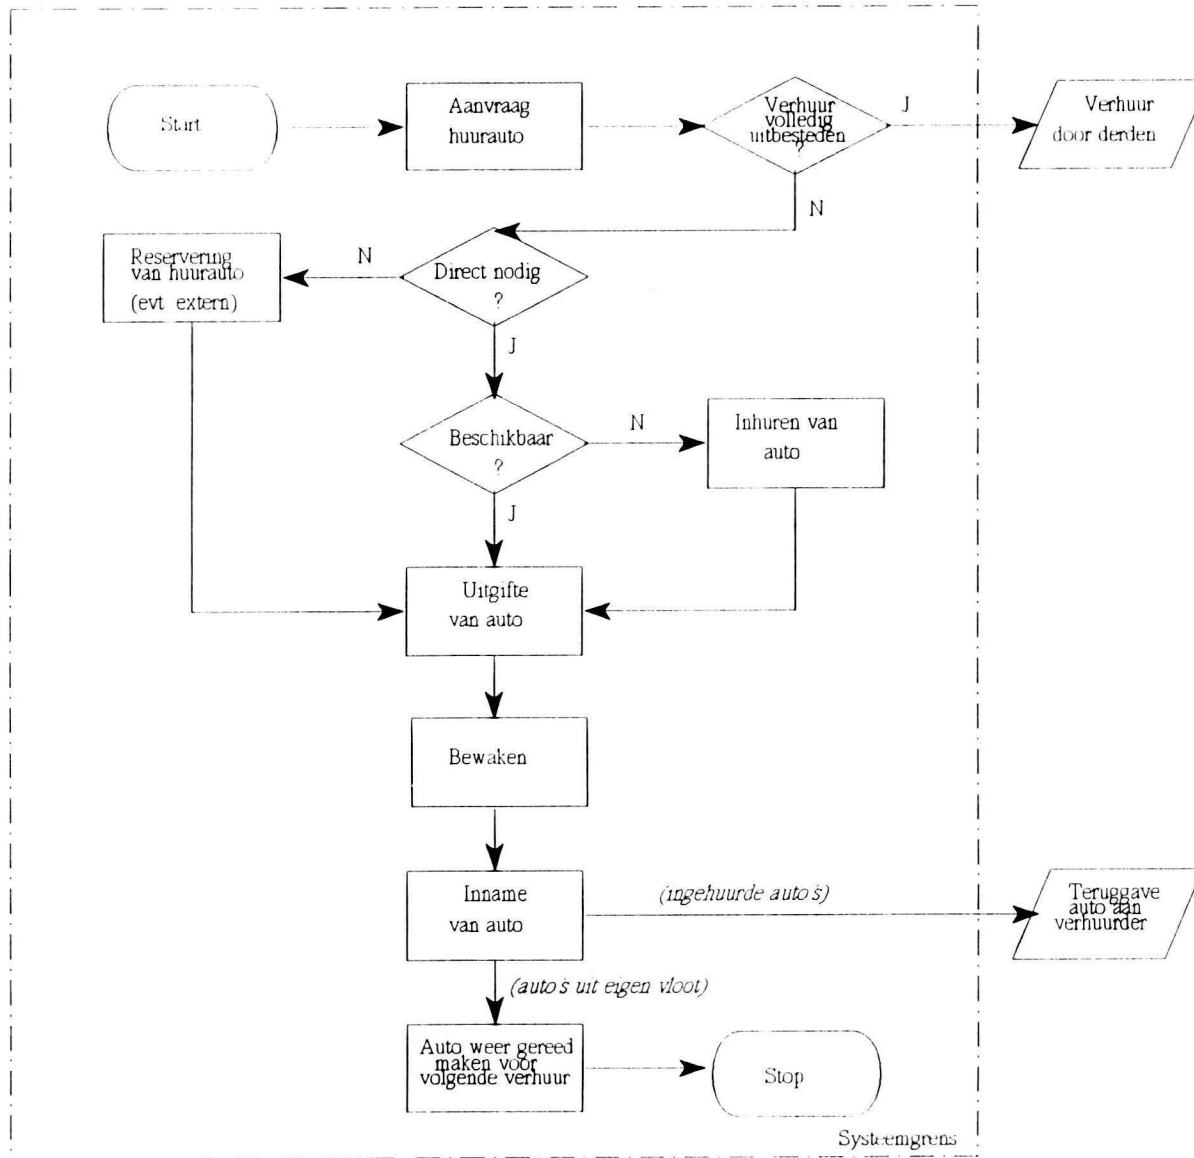 Start
Aanvraag
huurauto
Verhuur
volledig
uitbesteden
?
J
Verhuur
door derden
N
Reservering
van huurauto
(evt extern)
N
Direct nodig
?
J
Beschikbaar
?
N
Inhuren van
auto
J
Uitgifte
van auto
Bewaken
Inname
van auto
(ingehuurde auto's)
Teruggave
auto aan
verhuurder
(auto's uit eigen vloot)
Auto weer gereed
maken voor
volgende verhuur
Stop
Systeemgrens